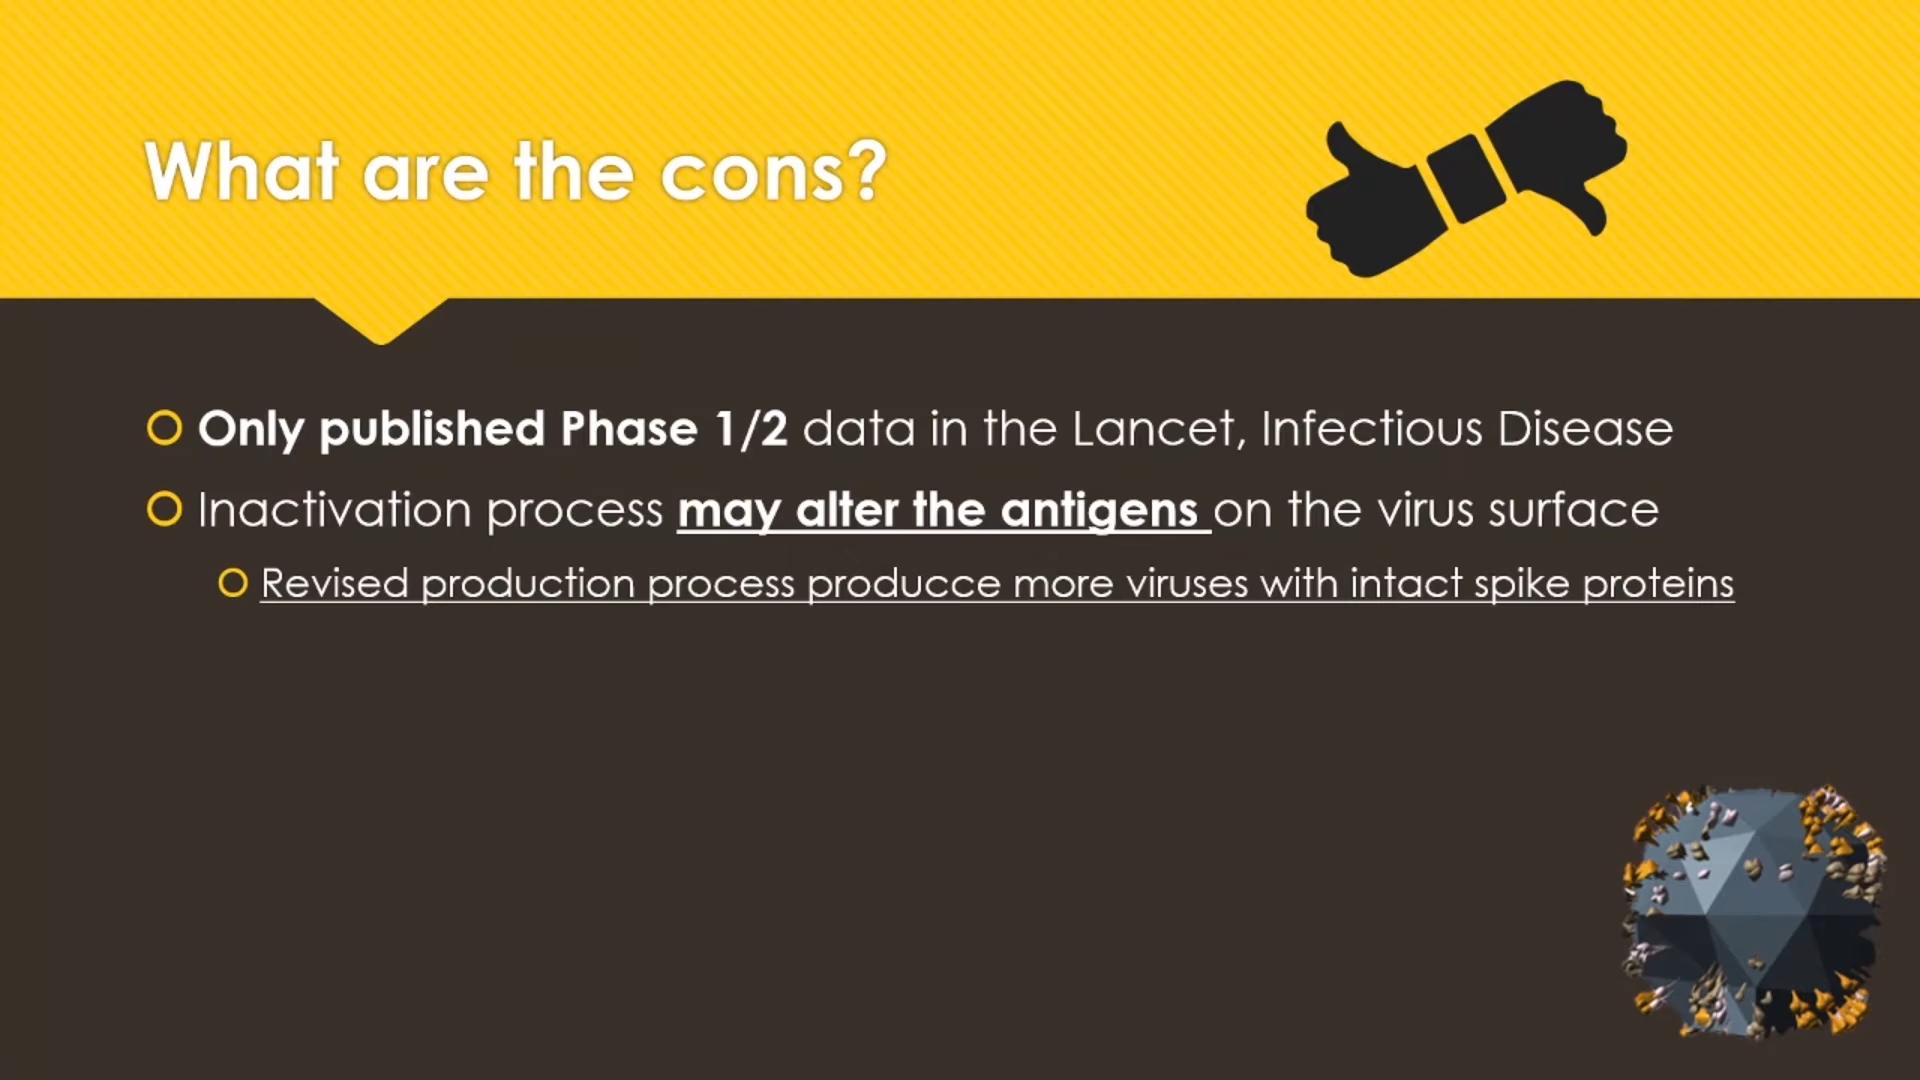 What are the cons?
Only published Phase 1/2 data in the Lancet, Infectious Disease
Inactivation process may alter the antigens on the virus surface
Revised production process producce more viruses with intact spike proteins